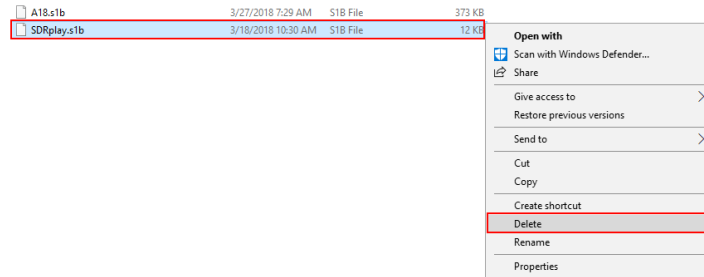 A18.s1b 3/27/2018 7:29 AM S1B File 373 KB
SDRplay.s1b 3/18/2018 10:30 AM S1B File 12 KB
Open with
Scan with Windows Defender...
Share
Give access to
Restore previous versions
Send to
Cut
Copy
Create shortcut
Delete
Rename
Properties